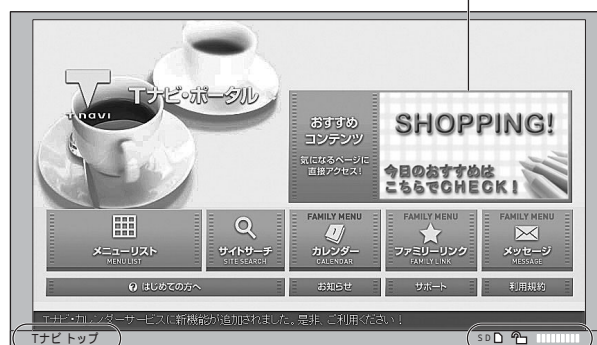 T navi
Tナビ・ポータル
おすすめ
コンテンツ
気になるページに
直接アクセス!
SHOPPING!
今日のおすすめは
こちらでCHECK!
メニューリスト
MENU LIST
サイトサーチ
SITE SEARCH
FAMILY MENU
カレンダー
CALENDAR
FAMILY MENU
ファミリーリンク
FAMILY LINK
FAMILY MENU
メッセージ
MESSAGE
はじめての方へ
お知らせ
サポート
利用規約
Tナビ・カレンダーサービスに新機能が追加されました。是非、ご利用ください!
Tナビ トップ
SD